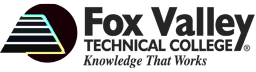 Fox Valley
TECHNICAL COLLEGE®
Knowledge That Works